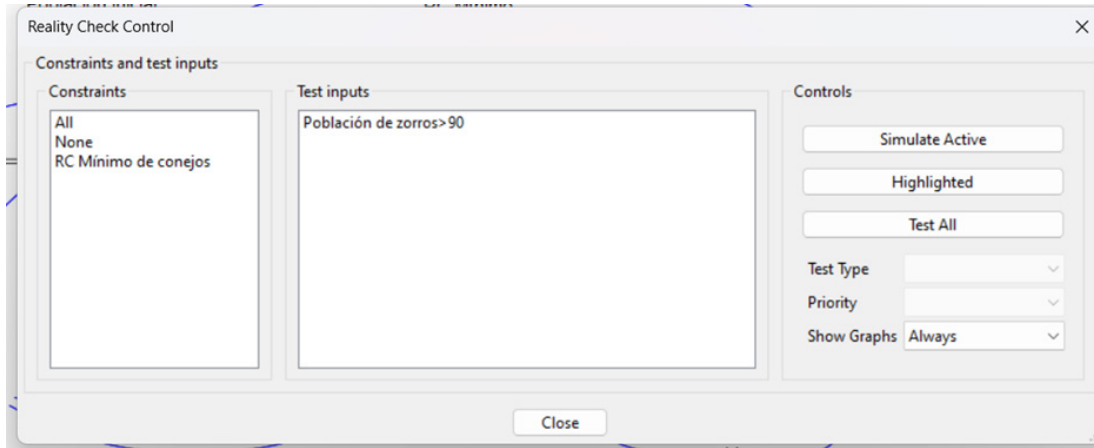 Reality Check Control
Constraints and test inputs
Constraints
All
None
RC Mínimo de conejos
Test inputs
Población de zorros>90
Controls
Simulate Active
Highlighted
Test All
Test Type
Priority
Show Graphs Always
Close